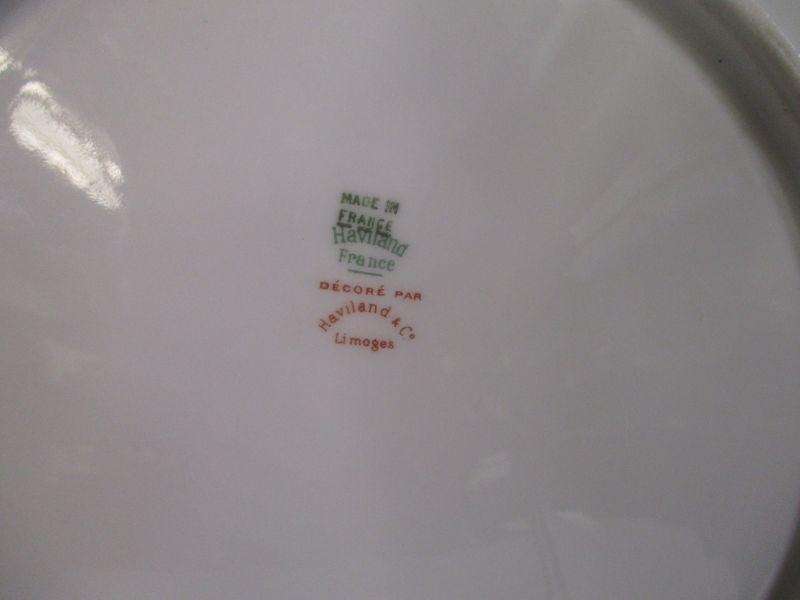 MADE IN
FRANCE
Haviland
France
DÉCORÉ PAR
Haviland & Co
Limoges